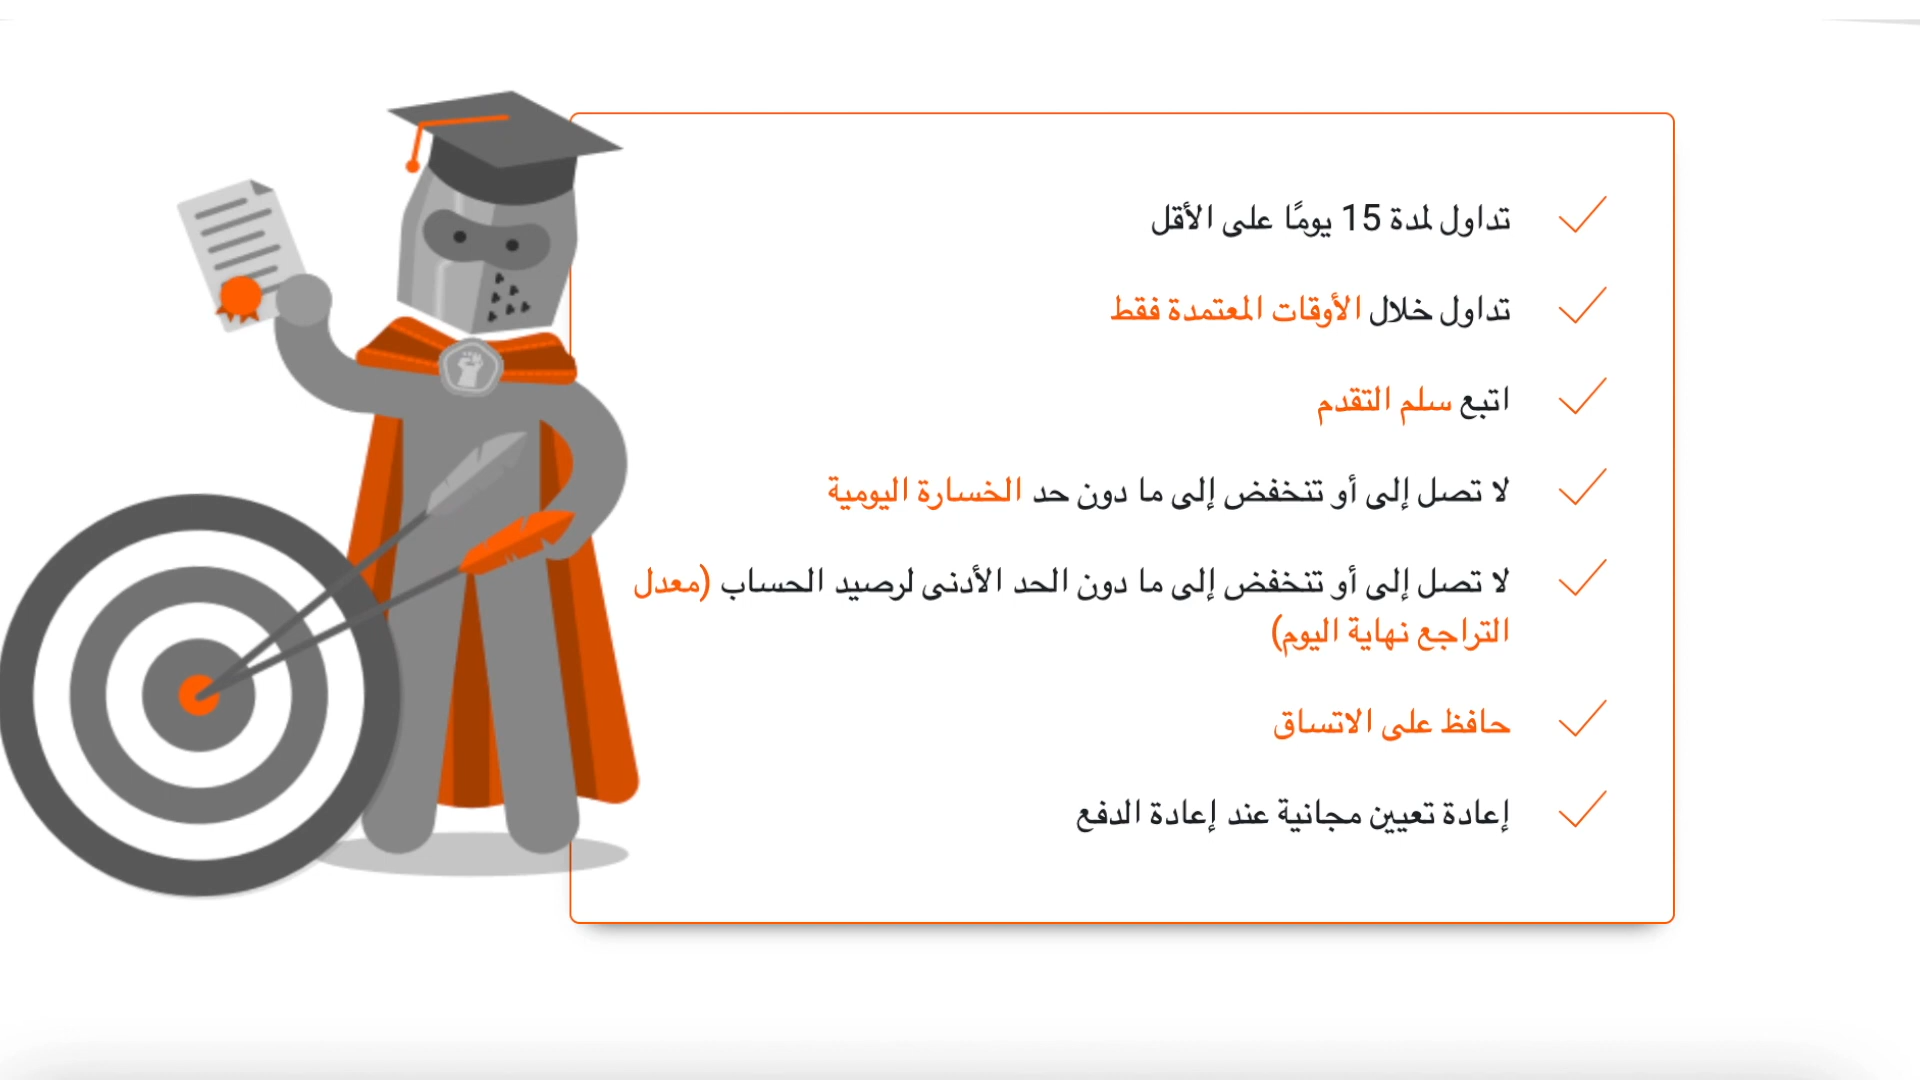 تداول لمدة 15 يومًا على الأقل
تداول خلال الأوقات المعتمدة فقط
اتبع سلم التقدم
لا تصل إلى أو تنخفض إلى ما دون حد الخسارة اليومية
لا تصل إلى أو تنخفض إلى ما دون الحد الأدنى لرصيد الحساب (معدل
التراجع نهاية اليوم)
حافظ على الاتساق
إعادة تعيين مجانية عند إعادة الدفع